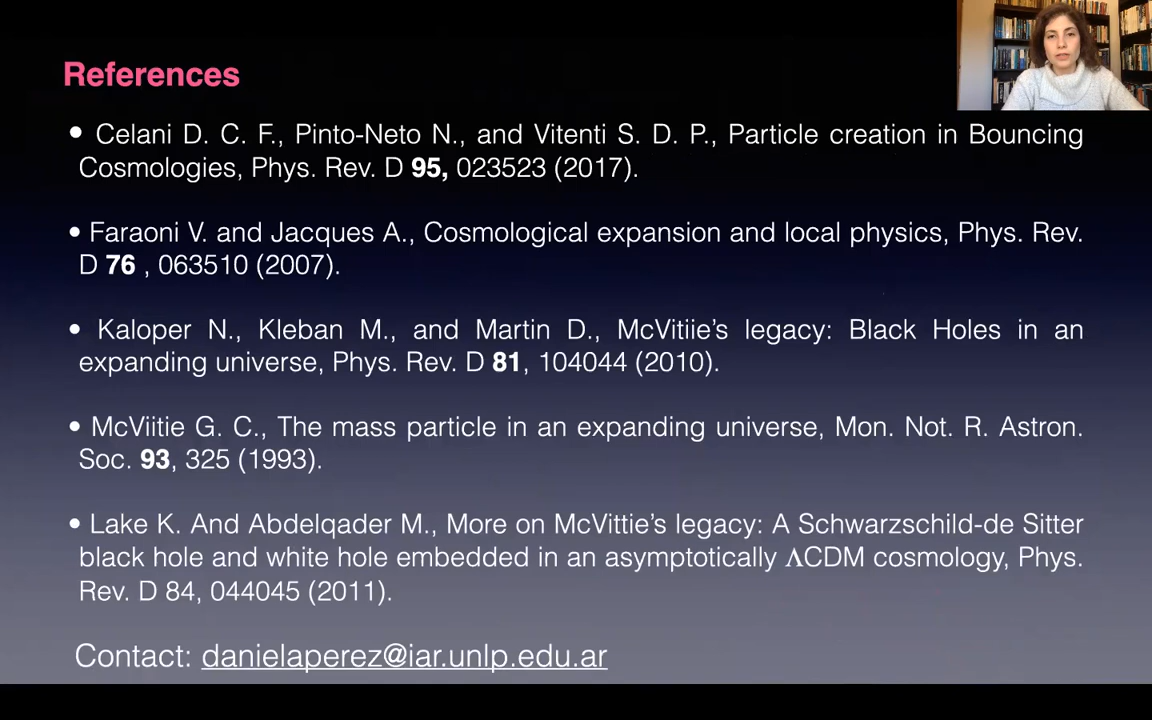 References
• Celani D. C. F., Pinto-Neto N., and Vitenti S. D. P., Particle creation in Bouncing
Cosmologies, Phys. Rev. D 95, 023523 (2017).
• Faraoni V. and Jacques A., Cosmological expansion and local physics, Phys. Rev.
D 76 , 063510 (2007).
• Kaloper N., Kleban M., and Martin D., McVitiie’s legacy: Black Holes in an
expanding universe, Phys. Rev. D 81, 104044 (2010).
• McViitie G. C., The mass particle in an expanding universe, Mon. Not. R. Astron.
Soc. 93, 325 (1993).
• Lake K. And Abdelqader M., More on McVittie’s legacy: A Schwarzschild-de Sitter
black hole and white hole embedded in an asymptotically ΛCDM cosmology, Phys.
Rev. D 84, 044045 (2011).
Contact: danielaperez@iar.unlp.edu.ar